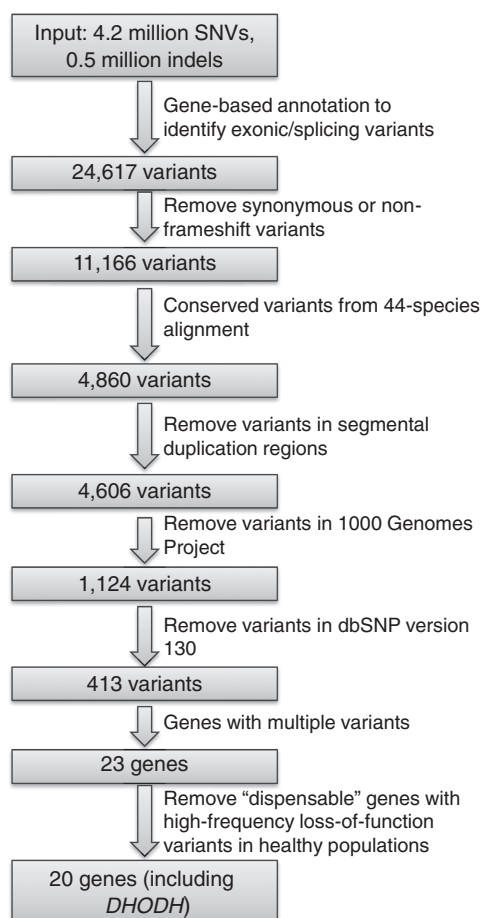 Input: 4.2 million SNVs,
0.5 million indels
Gene-based annotation to
identify exonic/splicing variants
24,617 variants
Remove synonymous or non-
frameshift variants
11,166 variants
Conserved variants from 44-species
alignment
4,860 variants
Remove variants in segmental
duplication regions
4,606 variants
Remove variants in 1000 Genomes
Project
1,124 variants
Remove variants in dbSNP version
130
413 variants
Genes with multiple variants
23 genes
Remove “dispensable” genes with
high-frequency loss-of-function
variants in healthy populations
20 genes (including
DHODH)